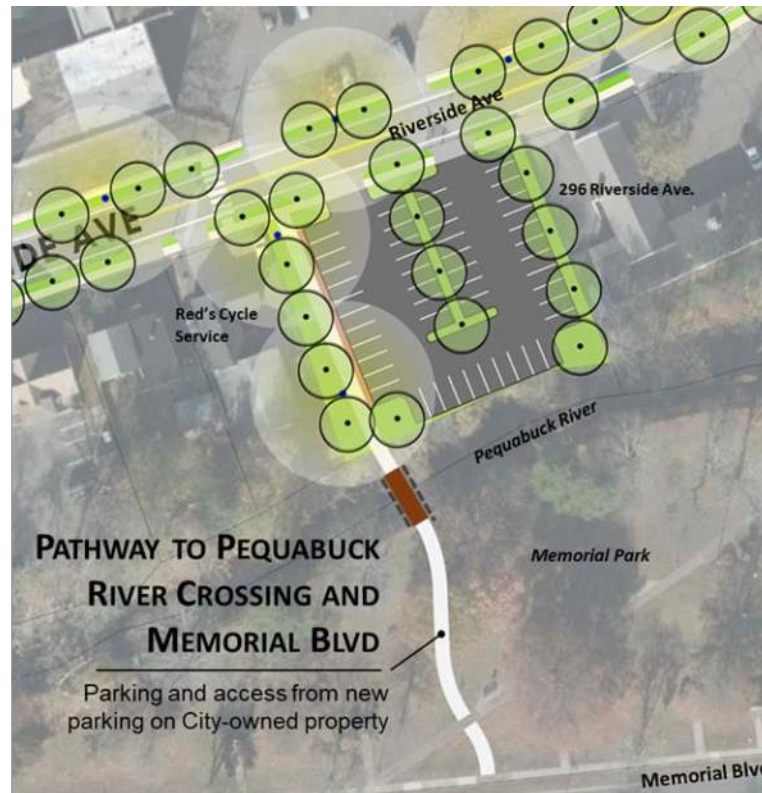 Riverside Ave
296 Riverside Ave.
DE AVE
Red's Cycle
Service
Pequabuck River
PATHWAY TO PEQUABUCK
RIVER CROSSING AND
MEMORIAL BLVD
Memorial Park
Parking and access from new
parking on City-owned property
Memorial Blv